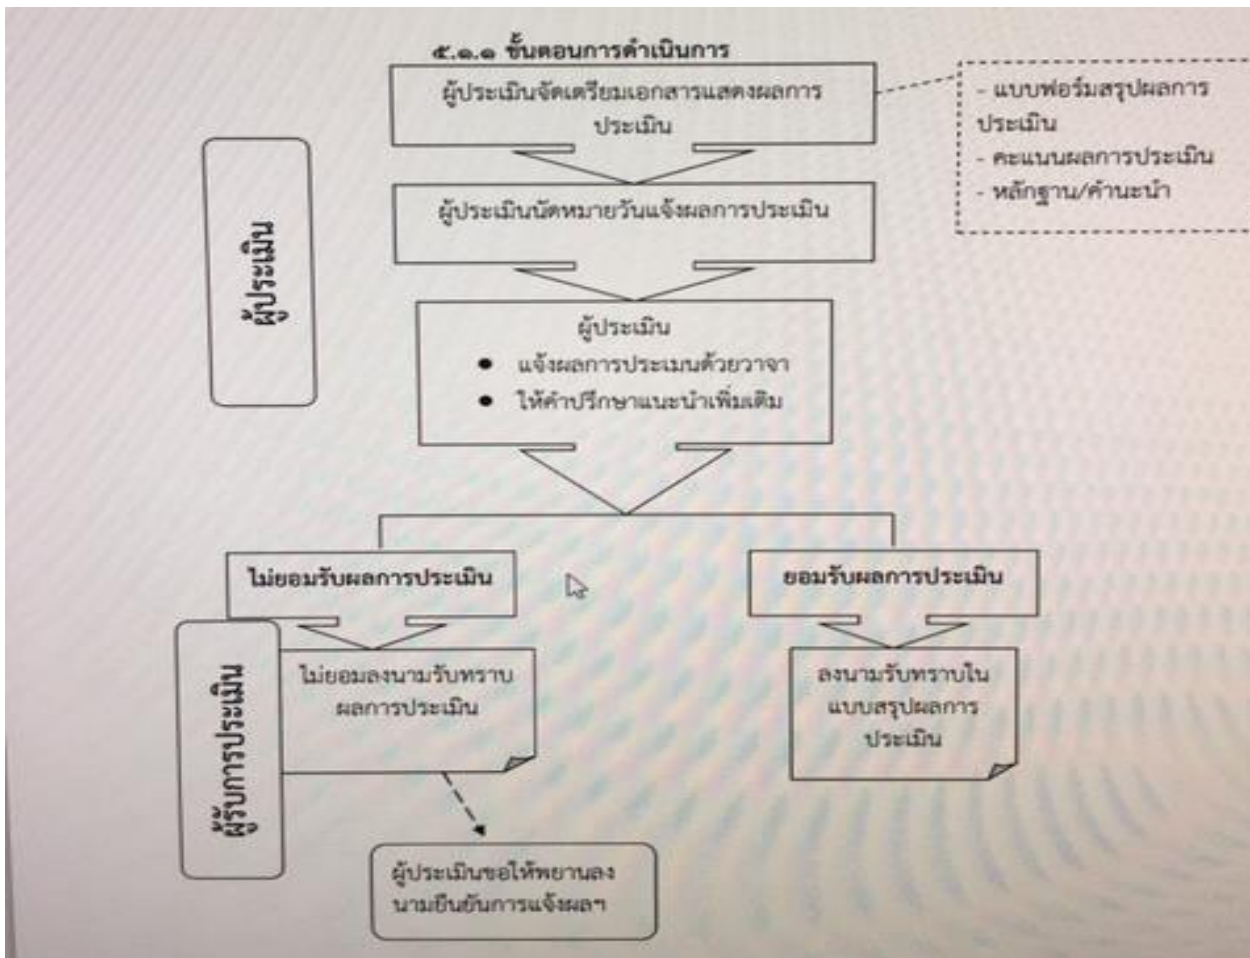 ๕.๑.๑ ขั้นตอนการดำเนินการ
ผู้ประเมินจัดเตรียมเอกสารแสดงผลการ
ประเมิน
- แบบฟอร์มสรุปผลการ
ประเมิน
- คะแนนผลการประเมิน
- หลักฐาน/คำนะนำ
ผู้ประเมินนัดหมายวันแจ้งผลการประเมิน
ผู้ประเมิน
ผู้ประเมิน
● แจ้งผลการประเมนด้วยวาจา
● ให้คำปรึกษาแนะนำเพิ่มเติม
ไม่ยอมรับผลการประเมิน
ยอมรับผลการประเมิน
ผู้รับการประเมิน
ไม่ยอมลงนามรับทราบ
ผลการประเมิน
ลงนามรับทราบใน
แบบสรุปผลการ
ประเมิน
ผู้ประเมินขอให้พยานลง
นามยืนยันการแจ้งผลฯ